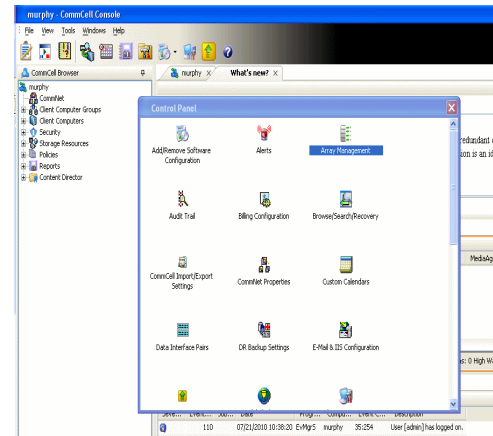 murphy - CommCell Console
File View Tools Windows Help
CommCell Browser
murphy
What's new?
murphy
CommNet
Client Computer Groups
Client Computers
Security
Storage Resources
Policies
Reports
Content Director
Control Panel
Add/Remove Software Configuration
Alerts
Array Management
Audit Trail
Billing Configuration
Browse/Search/Recovery
CommCell Import/Export Settings
CommNet Properties
Custom Calendars
Data Interface Pairs
DR Backup Settings
E-Mail & IIS Configuration
redundant
ion is an id
MediaAg
s: 0 High W
110 07/21/2010 10:38:20 EvMgrS murphy 35:254 User [admin] has logged on.